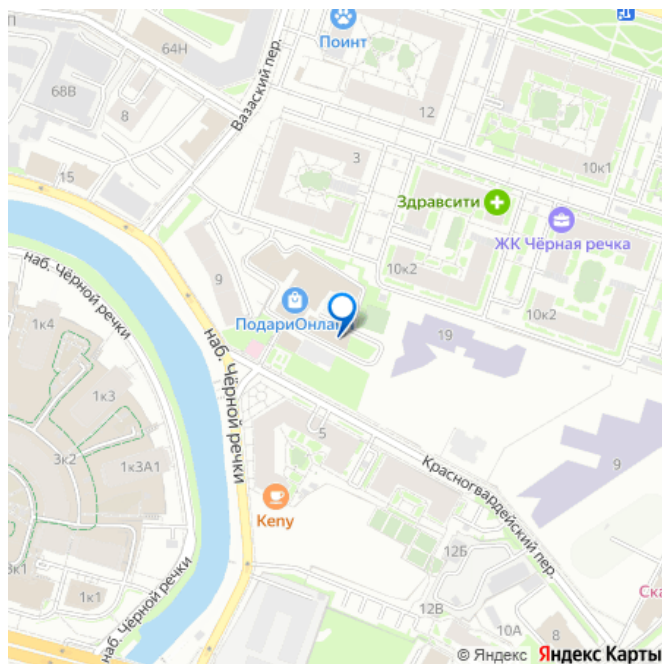 П
64Н
Поинт
Вазаский пер.
68В
8
12
15
3
10к1
Здравсити
ЖК Чёрная речка
наб. Чёрной речки
9
10к2
ПодариОнлай
1к4
наб. Чёрной речки
19
10к2
1к3
5
3к2
1к3А1
Красногвардейский пер.
9
Keny
12Б
1к1
наб. Чёрной речки
12В
10А
8
Ска
© Яндекс Яндекс Карты